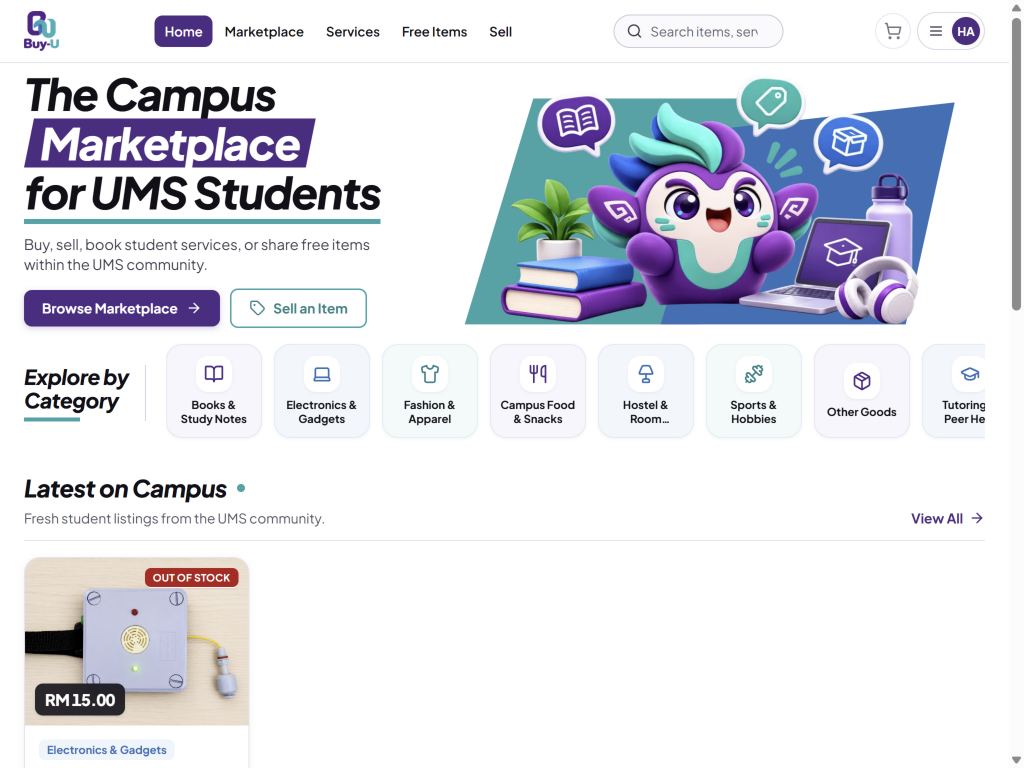 Buy-U
Home
Marketplace
Services
Free Items
Sell
Search items, serv
HA
The Campus
Marketplace
for UMS Students
Buy, sell, book student services, or share free items
within the UMS community.
Browse Marketplace
Sell an Item
Explore by
Category
Books &
Study Notes
Electronics &
Gadgets
Fashion &
Apparel
Campus Food
& Snacks
Hostel &
Room...
Sports &
Hobbies
Other Goods
Tutoring
Peer He
Latest on Campus
Fresh student listings from the UMS community.
View All
OUT OF STOCK
RM 15.00
Electronics & Gadgets